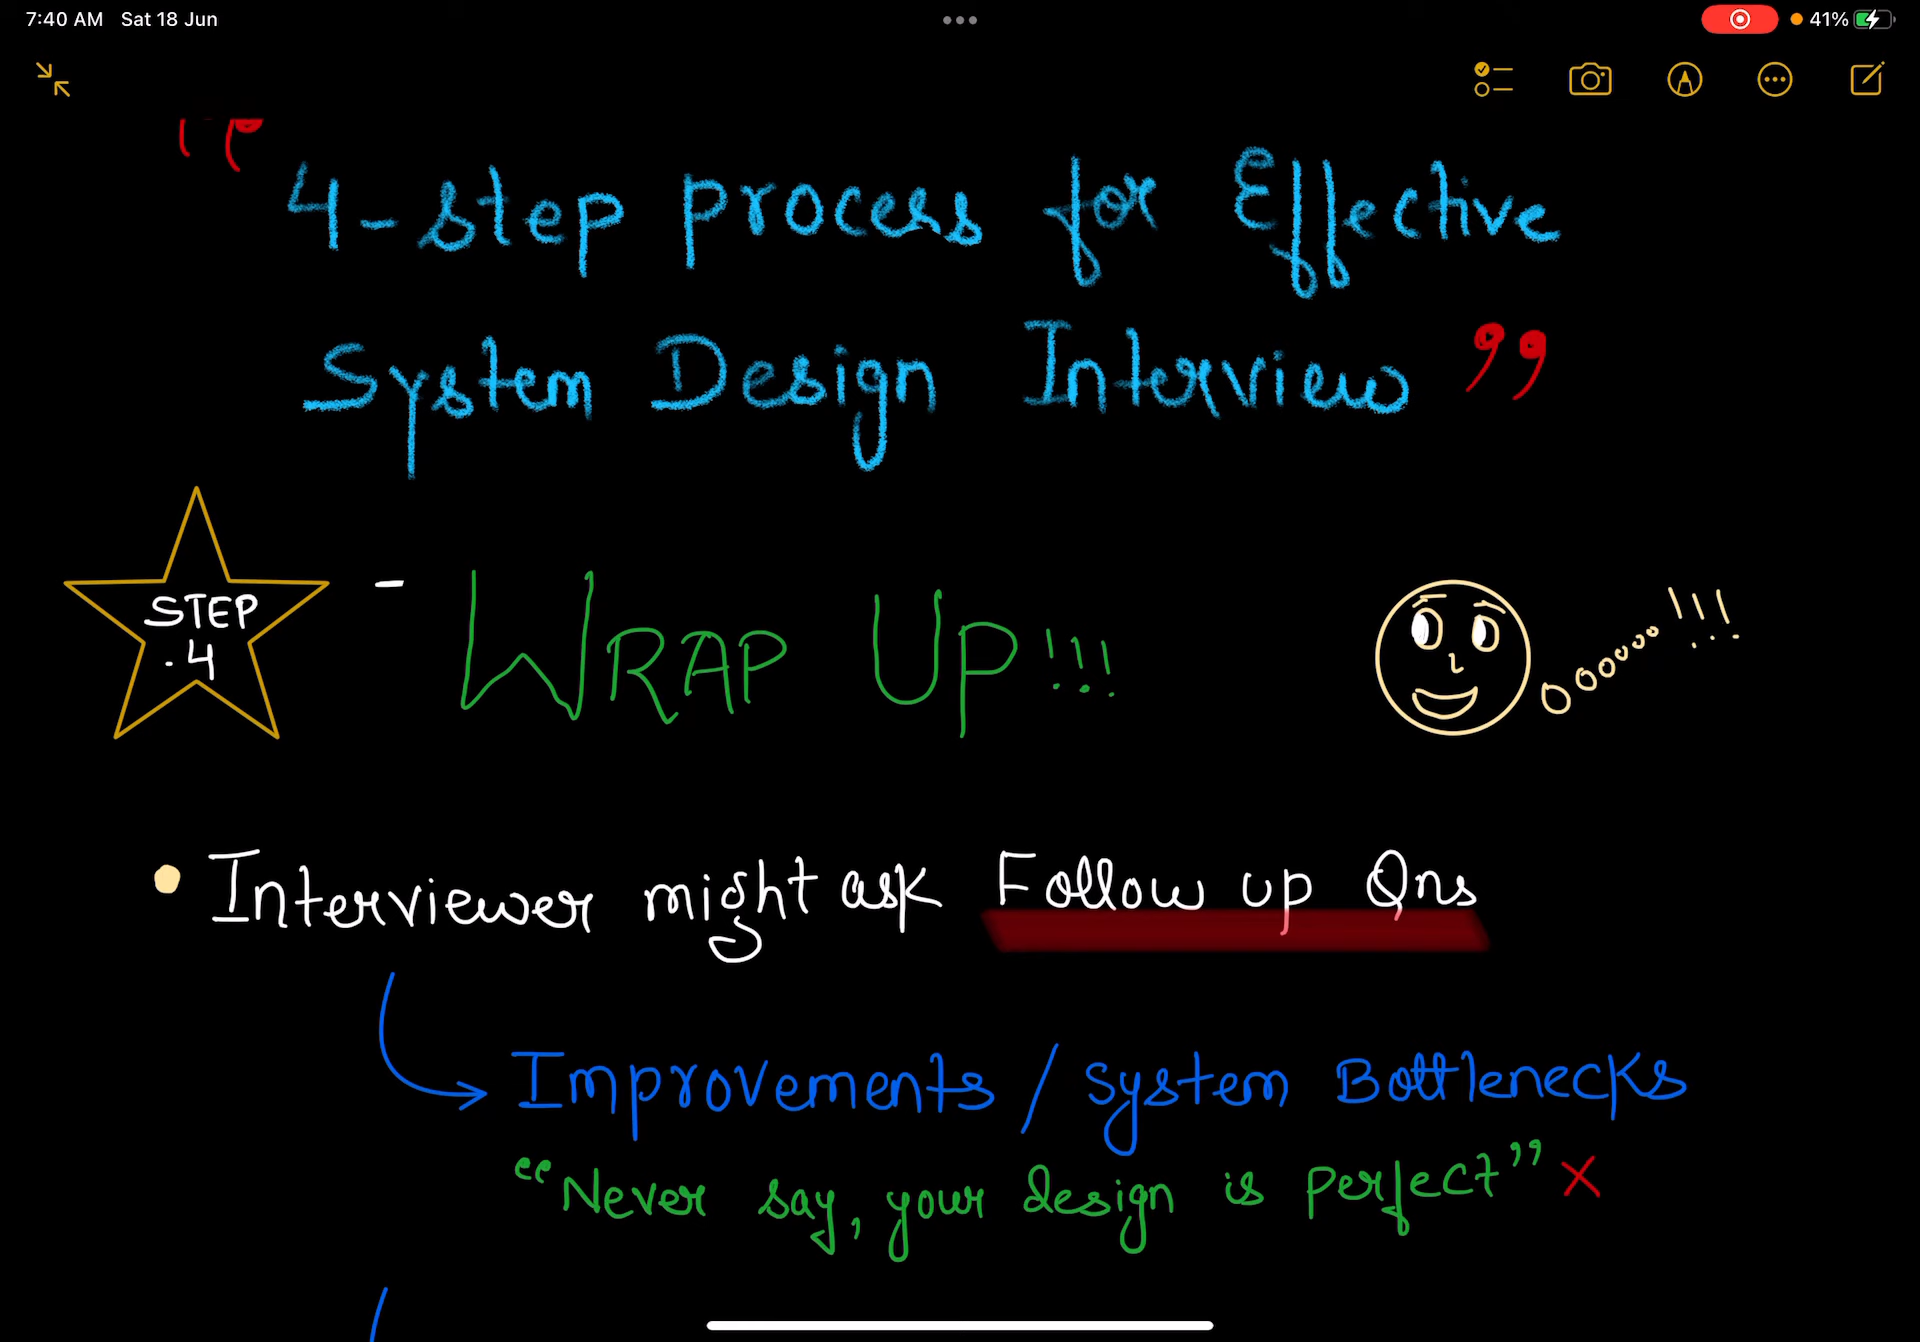 7:40 AM Sat 18 Jun
41%
" 4-step process for Effective
System Design Interview "
STEP
.4
- WRAP UP!!!
Ooooooo !!!
• Interviewer might ask Follow up Qns
Improvements / system Bottlenecks
"Never say, your design is perfect" X